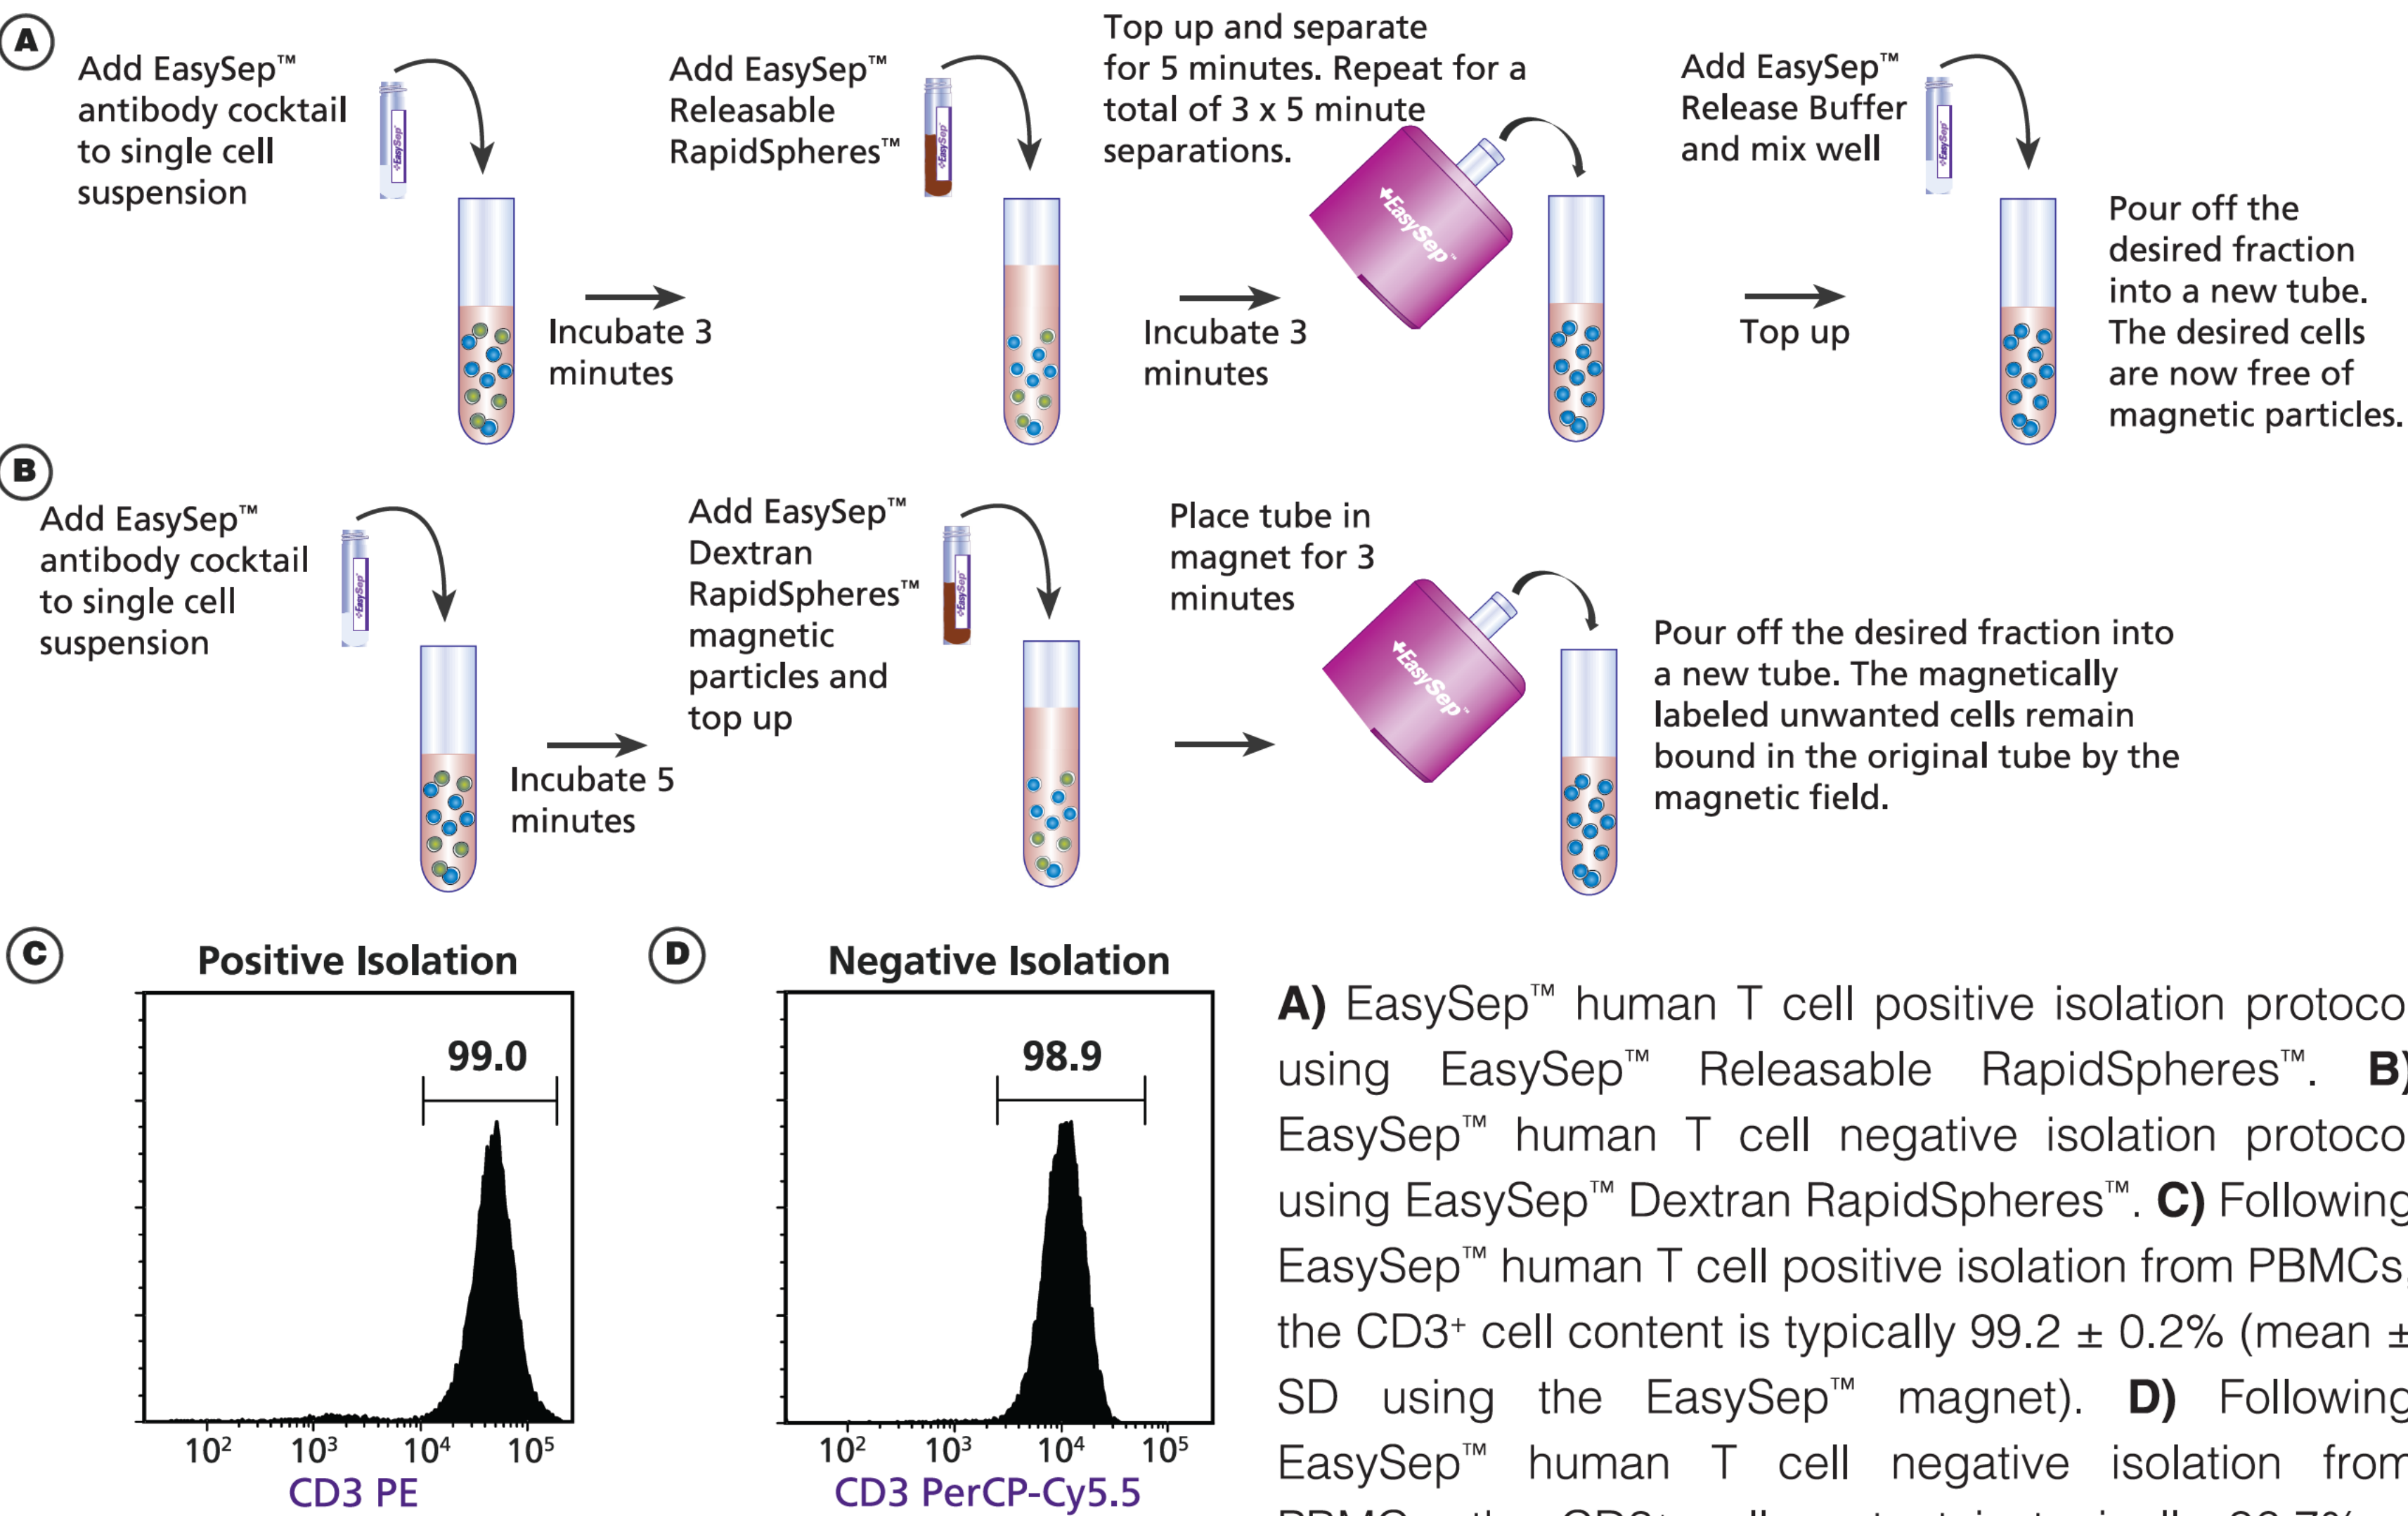 A
Add EasySep™
antibody cocktail
to single cell
suspension
EasySep™
Incubate 3
minutes
Add EasySep™
Releasable
RapidSpheres™
EasySep™
Incubate 3
minutes
Top up and separate
for 5 minutes. Repeat for a
total of 3 x 5 minute
separations.
EasySep™
Top up
Add EasySep™
Release Buffer
and mix well
EasySep™
Pour off the
desired fraction
into a new tube.
The desired cells
are now free of
magnetic particles.
B
Add EasySep™
antibody cocktail
to single cell
suspension
EasySep™
Incubate 5
minutes
Add EasySep™
Dextran
RapidSpheres™
magnetic
particles and
top up
EasySep™
Place tube in
magnet for 3
minutes
EasySep™
Pour off the desired fraction into
a new tube. The magnetically
labeled unwanted cells remain
bound in the original tube by the
magnetic field.
C
Positive Isolation
99.0
10² 10³ 10⁴ 10⁵
CD3 PE
D
Negative Isolation
98.9
10² 10³ 10⁴ 10⁵
CD3 PerCP-Cy5.5
A) EasySep™ human T cell positive isolation protoco
using EasySep™ Releasable RapidSpheres™. B)
EasySep™ human T cell negative isolation protoco
using EasySep™ Dextran RapidSpheres™. C) Following
EasySep™ human T cell positive isolation from PBMCs,
the CD3⁺ cell content is typically 99.2 ± 0.2% (mean ±
SD using the EasySep™ magnet). D) Following
EasySep™ human T cell negative isolation from